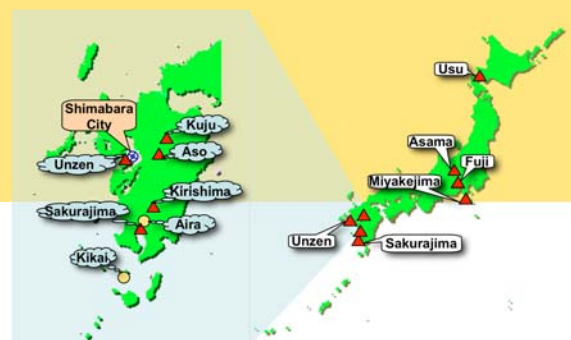 Shimabara
City
Kuju
Unzen
Aso
Kirishima
Sakurajima
Aira
Kikai
Usu
Asama
Fuji
Miyakejima
Unzen
Sakurajima